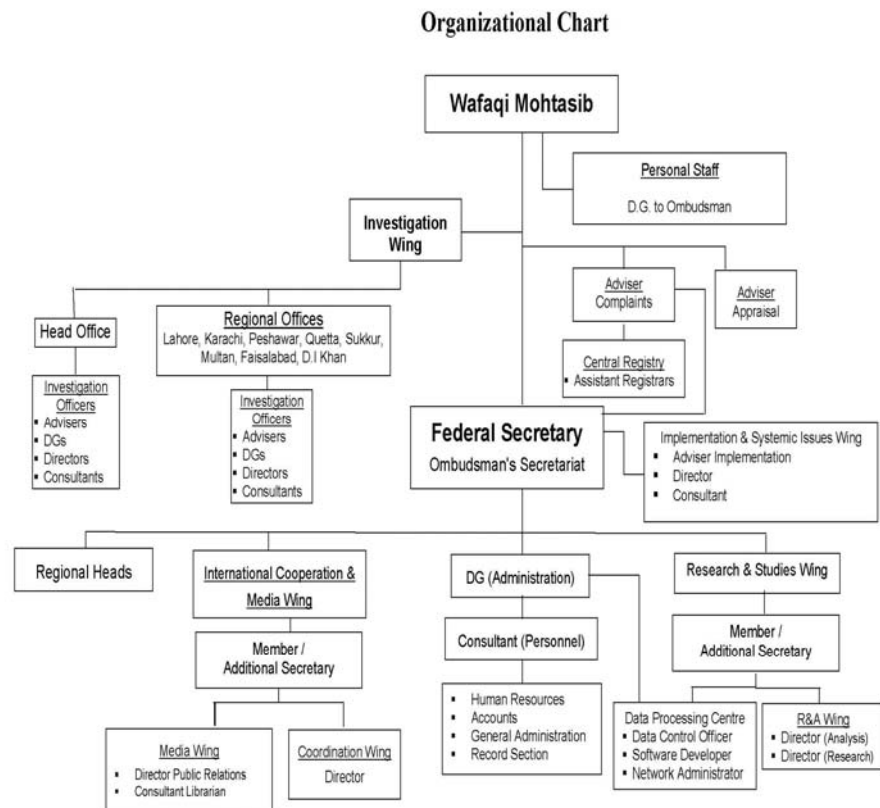 Organizational Chart
Wafaqi Mohtasib
Personal Staff
D.G. to Ombudsman
Investigation
Wing
Adviser
Complaints
Adviser
Appraisal
Head Office
Regional Offices
Lahore, Karachi, Peshawar, Quetta, Sukkur,
Multan, Faisalabad, D.I Khan
Central Registry
▪ Assistant Registrars
Investigation
Officers
▪ Advisers
▪ DGs
▪ Directors
▪ Consultants
Investigation
Officers
▪ Advisers
▪ DGs
▪ Directors
▪ Consultants
Federal Secretary
Ombudsman's Secretariat
Implementation & Systemic Issues Wing
▪ Adviser Implementation
▪ Director
▪ Consultant
Regional Heads
International Cooperation &
Media Wing
DG (Administration)
Research & Studies Wing
Member /
Additional Secretary
Consultant (Personnel)
Member /
Additional Secretary
Media Wing
▪ Director Public Relations
▪ Consultant Librarian
Coordination Wing
Director
▪ Human Resources
▪ Accounts
▪ General Administration
▪ Record Section
Data Processing Centre
▪ Data Control Officer
▪ Software Developer
▪ Network Administrator
R&A Wing
▪ Director (Analysis)
▪ Director (Research)